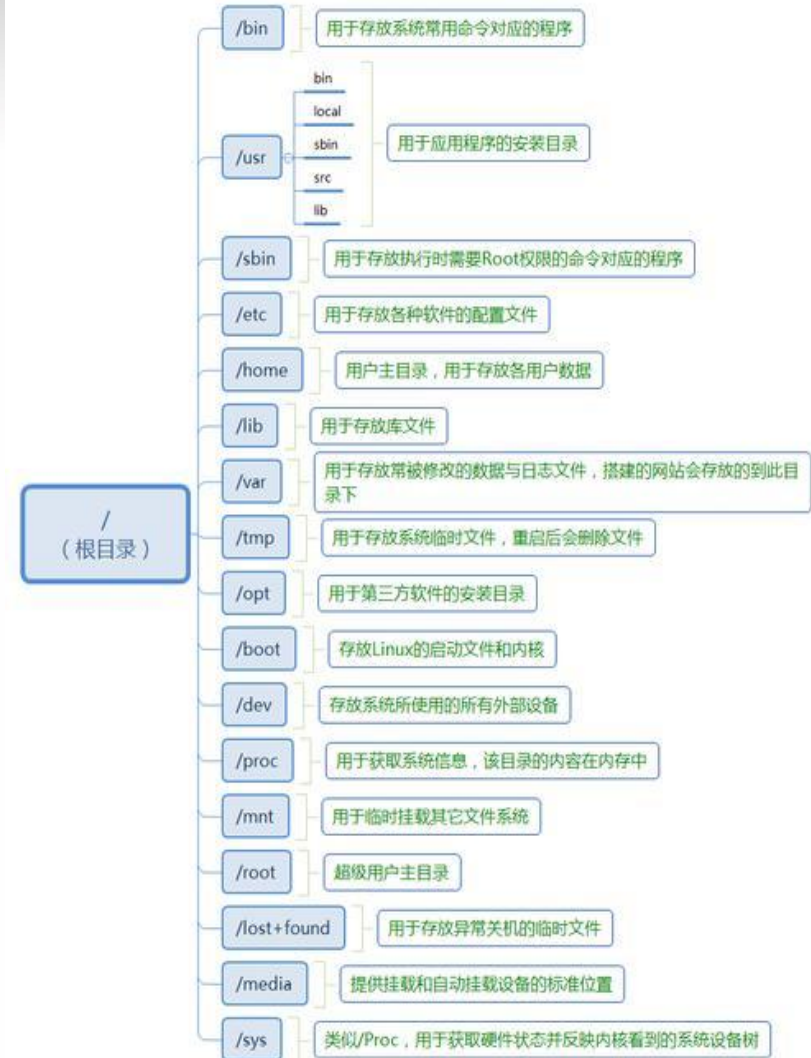 /bin
用于存放系统常用命令对应的程序
/usr
bin
local
sbin
src
lib
用于应用程序的安装目录
/sbin
用于存放执行时需要Root权限的命令对应的程序
/etc
用于存放各种软件的配置文件
/home
用户主目录，用于存放各用户数据
/lib
用于存放库文件
/var
用于存放常被修改的数据与日志文件，搭建的网站会存放的到此目
录下
/
（根目录）
/tmp
用于存放系统临时文件，重启后会删除文件
/opt
用于第三方软件的安装目录
/boot
存放Linux的启动文件和内核
/dev
存放系统所使用的所有外部设备
/proc
用于获取系统信息，该目录的内容在内存中
/mnt
用于临时挂载其它文件系统
/root
超级用户主目录
/lost+found
用于存放异常关机的临时文件
/media
提供挂载和自动挂载设备的标准位置
/sys
类似/Proc，用于获取硬件状态并反映内核看到的系统设备树